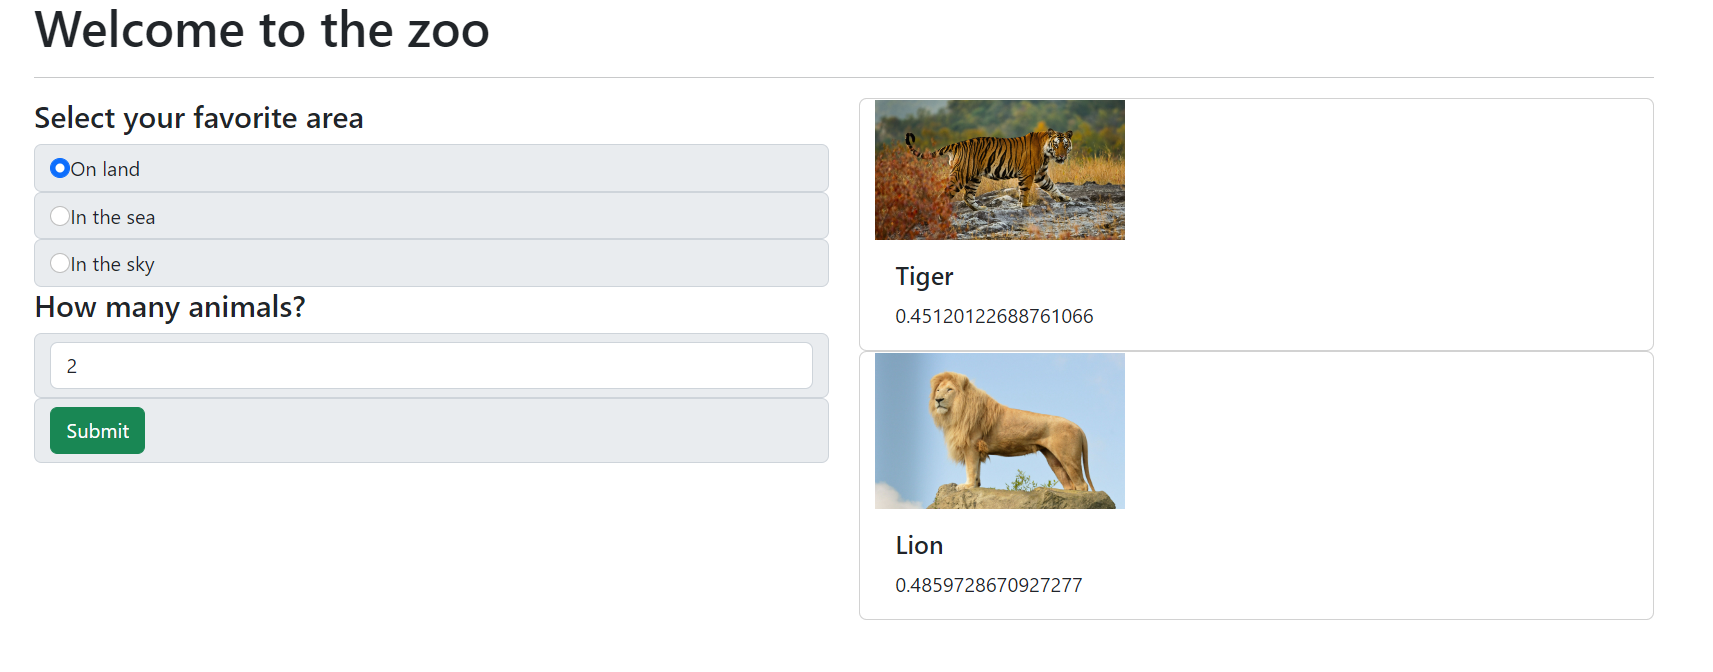 Welcome to the zoo
Select your favorite area
On land
In the sea
In the sky
How many animals?
2
Submit
Tiger
0.45120122688761066
Lion
0.4859728670927277